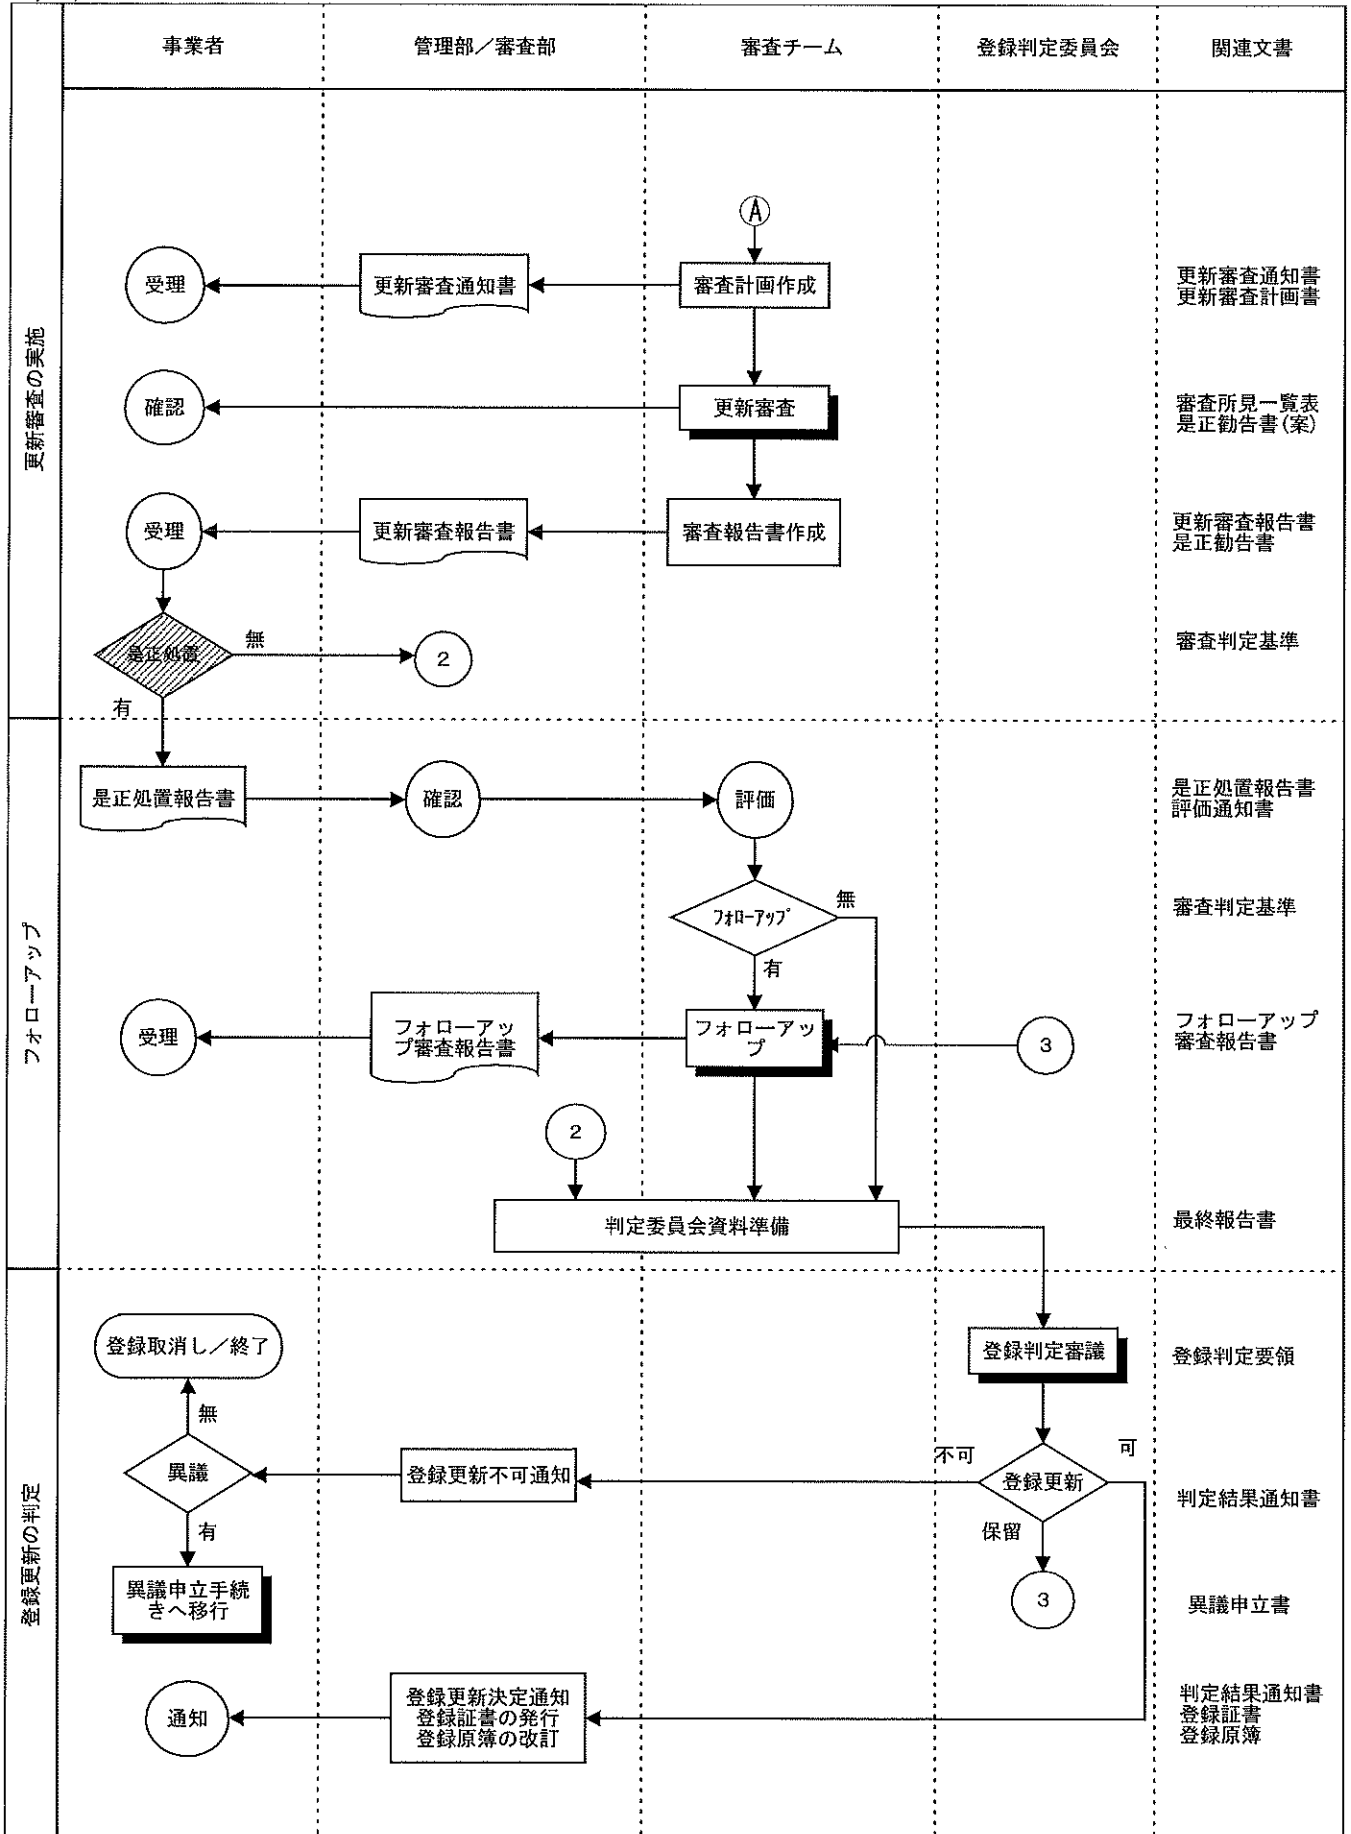 事業者
管理部／審査部
審査チーム
登録判定委員会
関連文書
更新審査の実施
A
受理
更新審査通知書
審査計画作成
更新審査通知書
更新審査計画書
確認
更新審査
審査所見一覧表
是正勧告書(案)
受理
更新審査報告書
審査報告書作成
更新審査報告書
是正勧告書
是正処置
無
2
審査判定基準
有
フォローアップ
是正処置報告書
確認
評価
是正処置報告書
評価通知書
フォローアップ
無
審査判定基準
有
受理
フォローアッ
プ審査報告書
フォローアッ
プ
3
フォローアップ
審査報告書
2
判定委員会資料準備
最終報告書
登録更新の判定
登録取消し／終了
登録判定審議
登録判定要領
無
異議
登録更新不可通知
不可
登録更新
可
判定結果通知書
有
保留
異議申立手続
きへ移行
3
異議申立書
通知
登録更新決定通知
登録証書の発行
登録原簿の改訂
判定結果通知書
登録証書
登録原簿